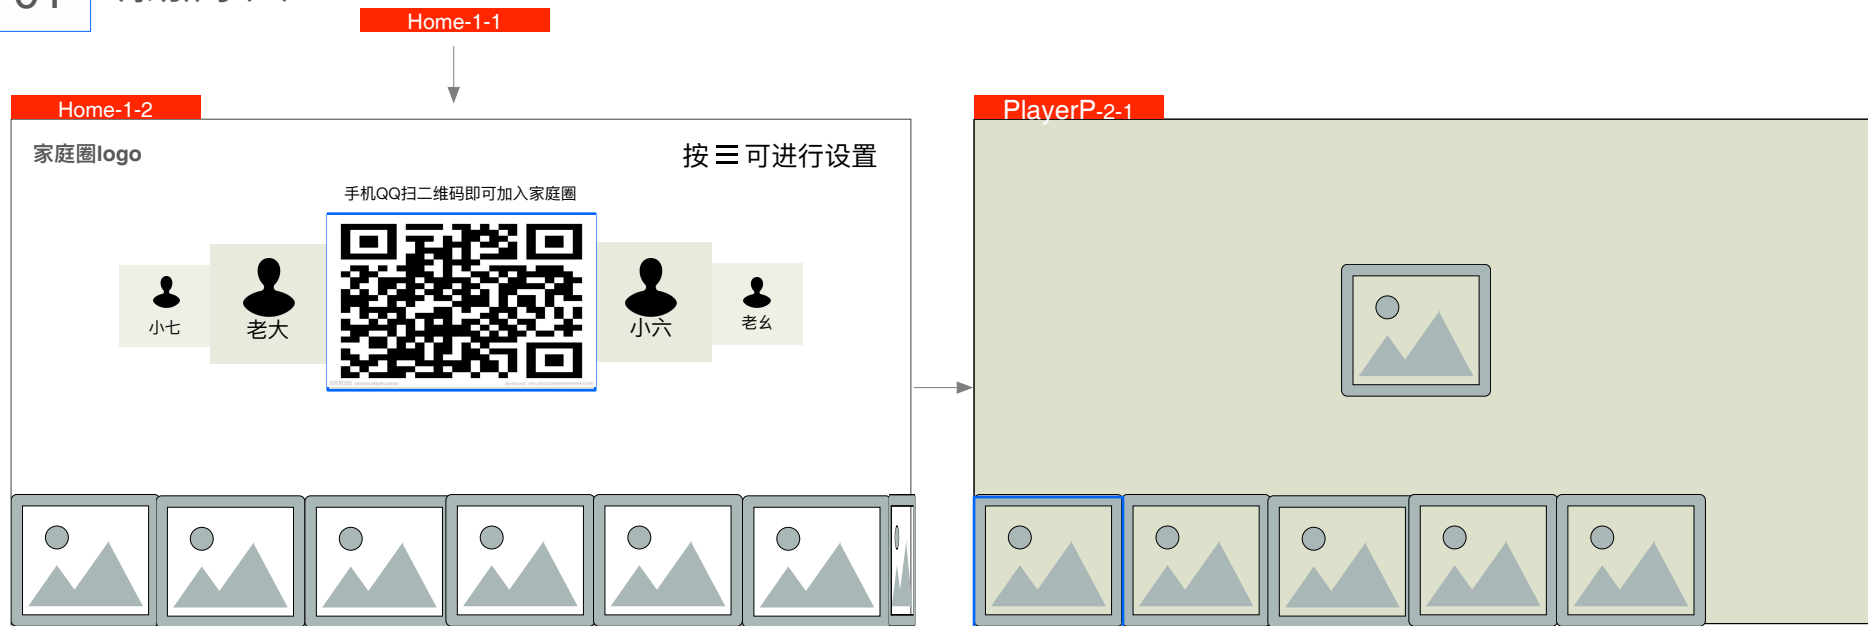 Home-1-1
Home-1-2
PlayerP-2-1
家庭圈logo
按 可进行设置
手机QQ扫二维码即可加入家庭圈
小七
老大
小六
老幺